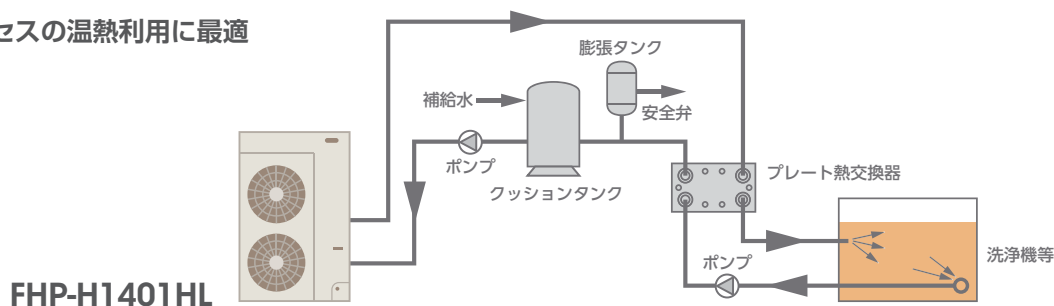 セスの温熱利用に最適
膨張タンク
補給水
安全弁
ポンプ
クッションタンク
プレート熱交換器
ポンプ
洗浄機等
FHP-H1401HL